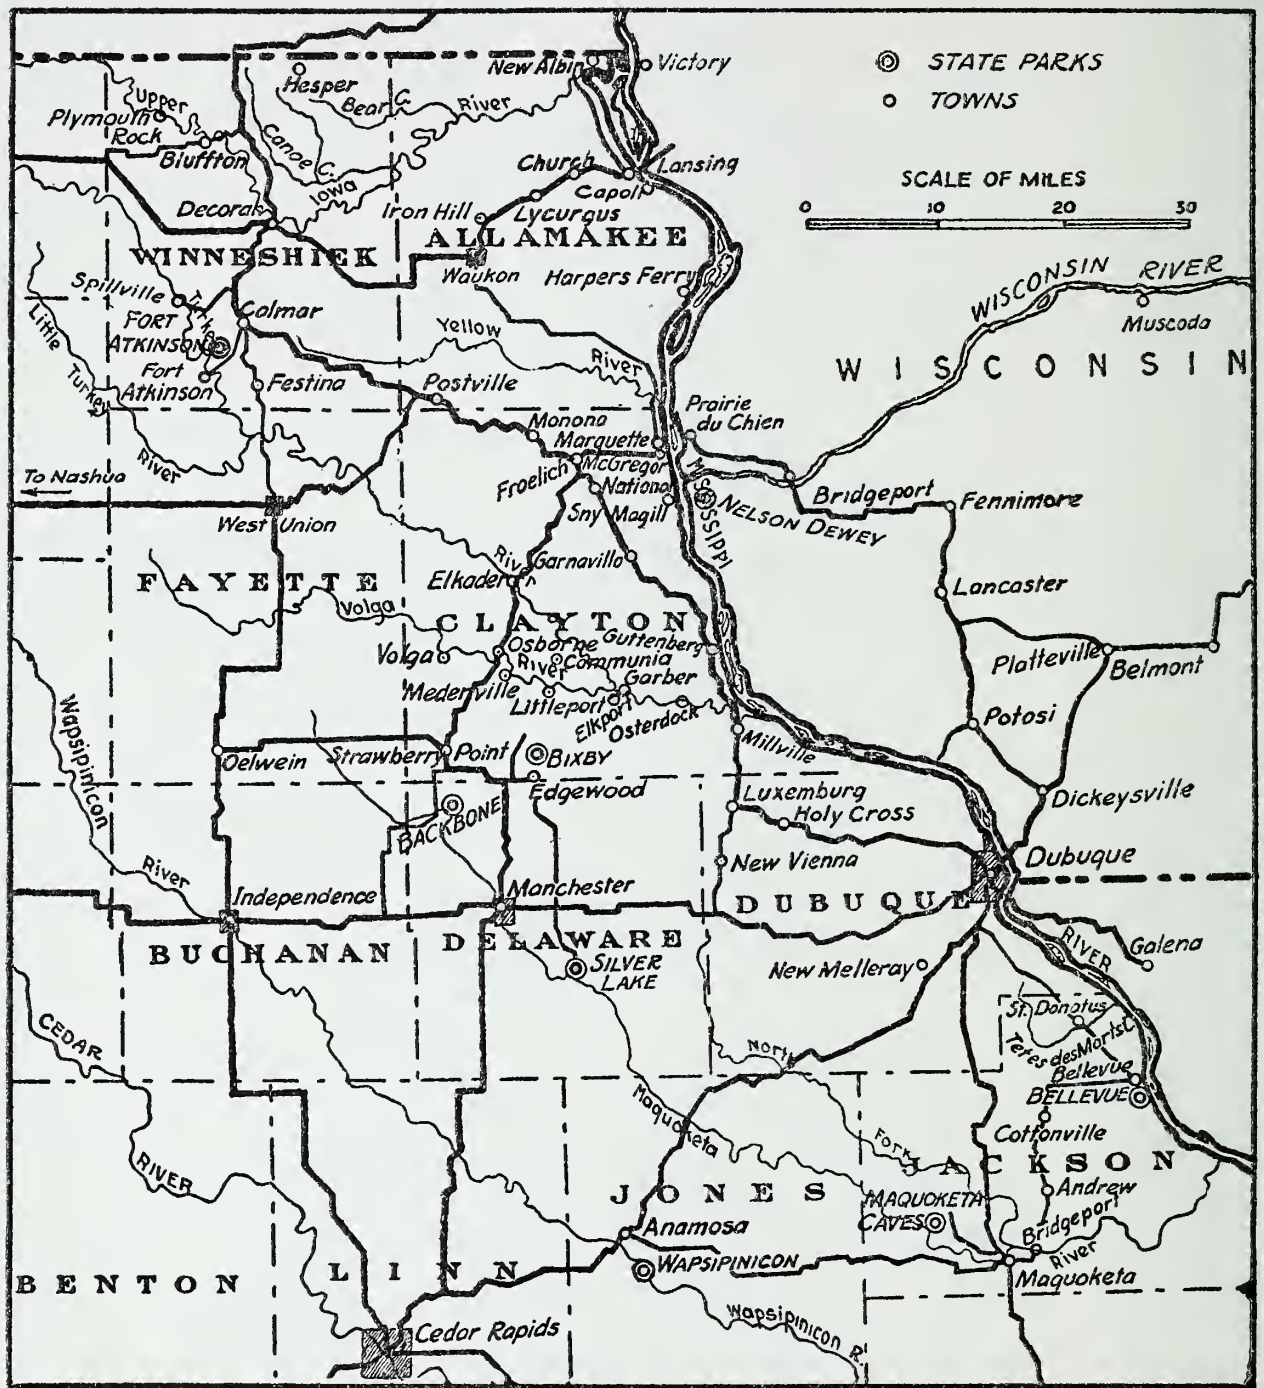 STATE PARKS
TOWNS
SCALE OF MILES
0 10 20 30
New Albin
Victory
Hesper
Bear C.
River
Upper
Plymouth
Rock
Bluffton
Canoe C.
Iowa
Church
Lansing
Capoli
Decorah
Iron Hill
Lycurgus
WINNESHIEK
ALLAMAKEE
Waukon
Harpers Ferry
WISCONSIN RIVER
Muscoda
Spillville
Turkey
Colmar
FORT
ATKINSON
Fort
Atkinson
Little
Turkey
River
Yellow
River
WISCONSIN
Festina
Postville
Prairie
du Chien
Monona
Marquette
McGregor
Froelich
National
Sny Magill
MISSISSIPPI
NELSON DEWEY
Bridgeport
Fennimore
To Nashua
West Union
River
Garnavillo
Elkader
FAYETTE
Volga
CLAYTON
Lancaster
Volga
Osborne
Guttenberg
River
Communia
Platteville
Belmont
Medenville
Garber
Littleport
Elkport
Osterdock
Potosi
Millville
Wapsipinicon
River
Oelwein
Strawberry Point
BIXBY
Edgewood
BACKBONE
Luxemburg
Holy Cross
Dickeysville
New Vienna
Dubuque
Independence
Manchester
DUBUQUE
BUCHANAN
DELAWARE
SILVER
LAKE
New Melleray
RIVER
Galena
St. Donatus
Tetes des Morts C.
Bellevue
BELLEVUE
CEDAR
RIVER
North
Fork
Maquoketa
Cottonville
JACKSON
JONES
MAQUOKETA
CAVES
Andrew
Bridgeport
River
Anamosa
WAPSIPINICON
Maquoketa
BENTON
LINN
Cedar Rapids
Wapsipinicon R.